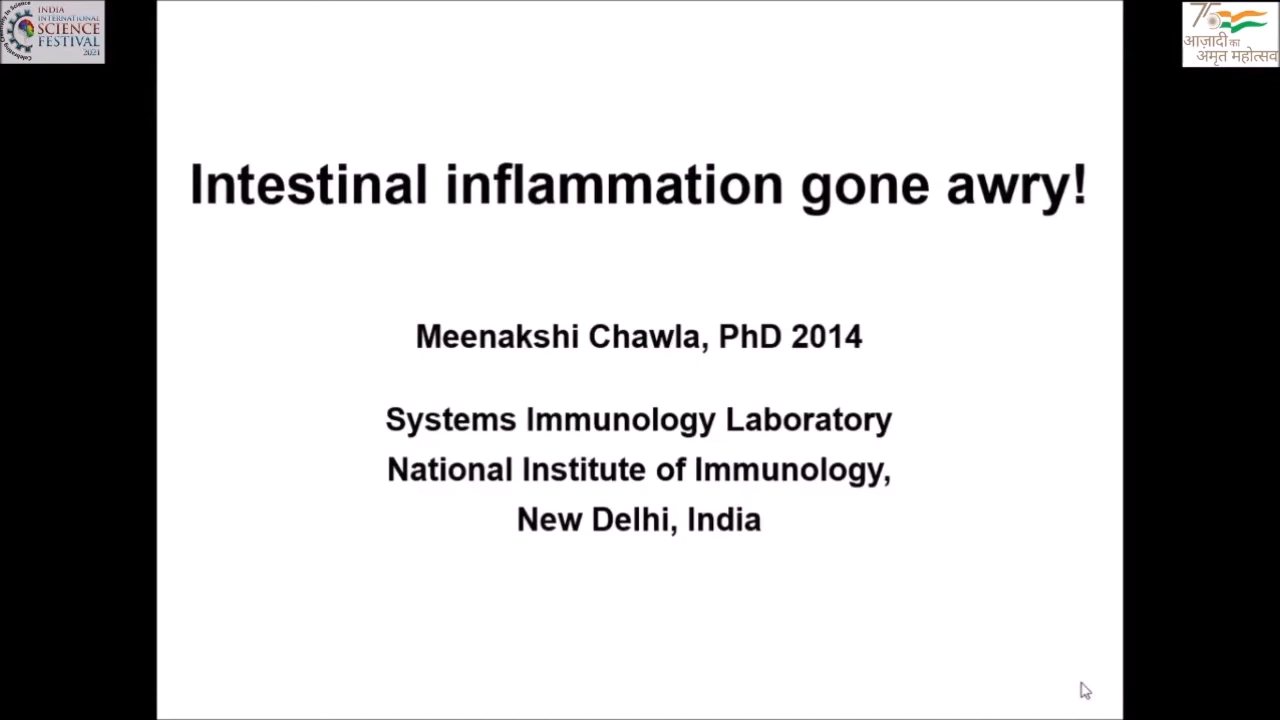 INDIA
INTERNATIONAL
SCIENCE
FESTIVAL
2021
75
आज़ादी का
अमृत महोत्सव
Intestinal inflammation gone awry!
Meenakshi Chawla, PhD 2014
Systems Immunology Laboratory
National Institute of Immunology,
New Delhi, India